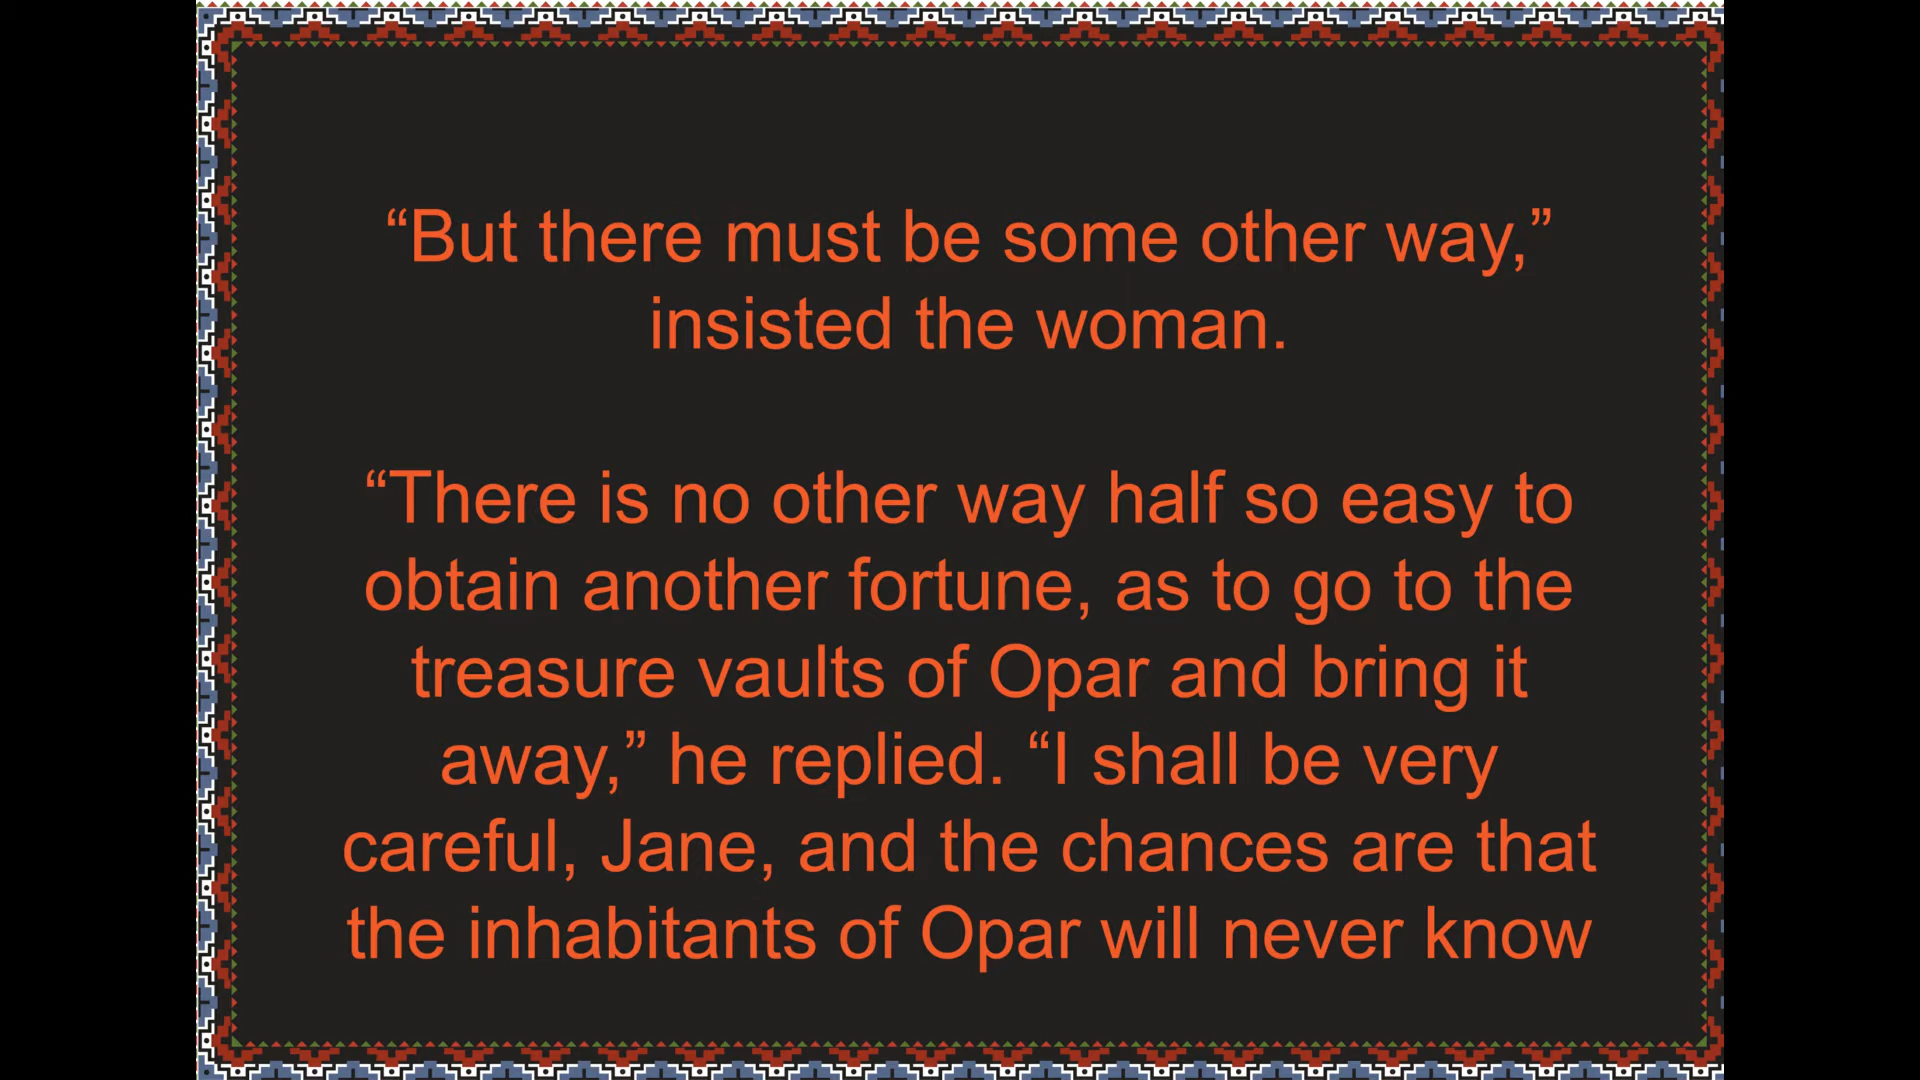 “But there must be some other way,”
insisted the woman.
“There is no other way half so easy to
obtain another fortune, as to go to the
treasure vaults of Opar and bring it
away,” he replied. “I shall be very
careful, Jane, and the chances are that
the inhabitants of Opar will never know